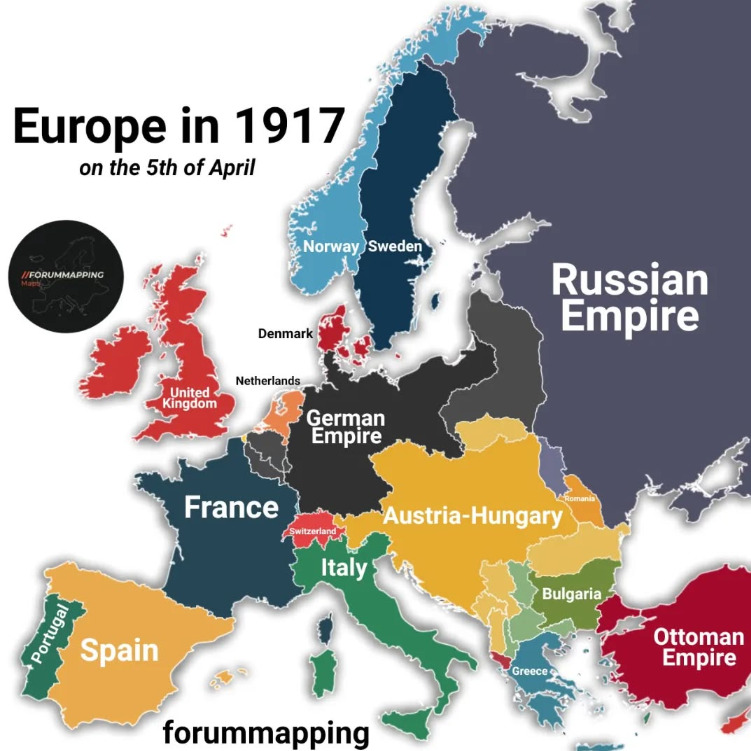 Europe in 1917
on the 5th of April
//FORUMMAPPING
Maps
Norway
Sweden
Russian
Empire
Denmark
Netherlands
United
Kingdom
German
Empire
France
Austria-Hungary
Romania
Switzerland
Italy
Bulgaria
Portugal
Spain
Ottoman
Empire
Greece
forummapping